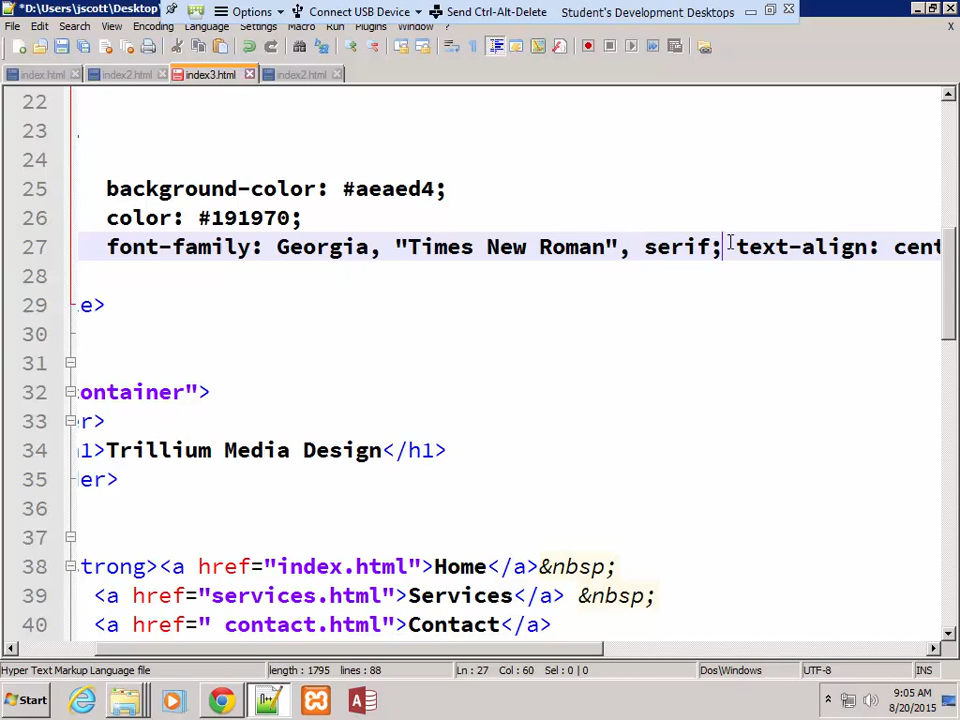 *D:\Users\jscott\Desktop\
Options
Connect USB Device
Send Ctrl-Alt-Delete
Student's Development Desktops
File Edit Search View Encoding Language Settings Macro Run Plugins Window ?
X
index.html index2.html index3.html index2.html
22
23
24
25 background-color: #aeaed4;
26 color: #191970;
27 font-family: Georgia, "Times New Roman", serif; text-align: cent
28
29 e>
30
31
32 ontainer">
33 er>
34 1>Trillium Media Design</h1>
35 der>
36
37
38 trong><a href="index.html">Home</a>&nbsp;
39 <a href="services.html">Services</a> &nbsp;
40 <a href=" contact.html">Contact</a>
Hyper Text Markup Language file length : 1795 lines : 88 Ln : 27 Col : 60 Sel : 0 | 0 Dos\Windows UTF-8 INS
Start
9:05 AM
8/20/2015